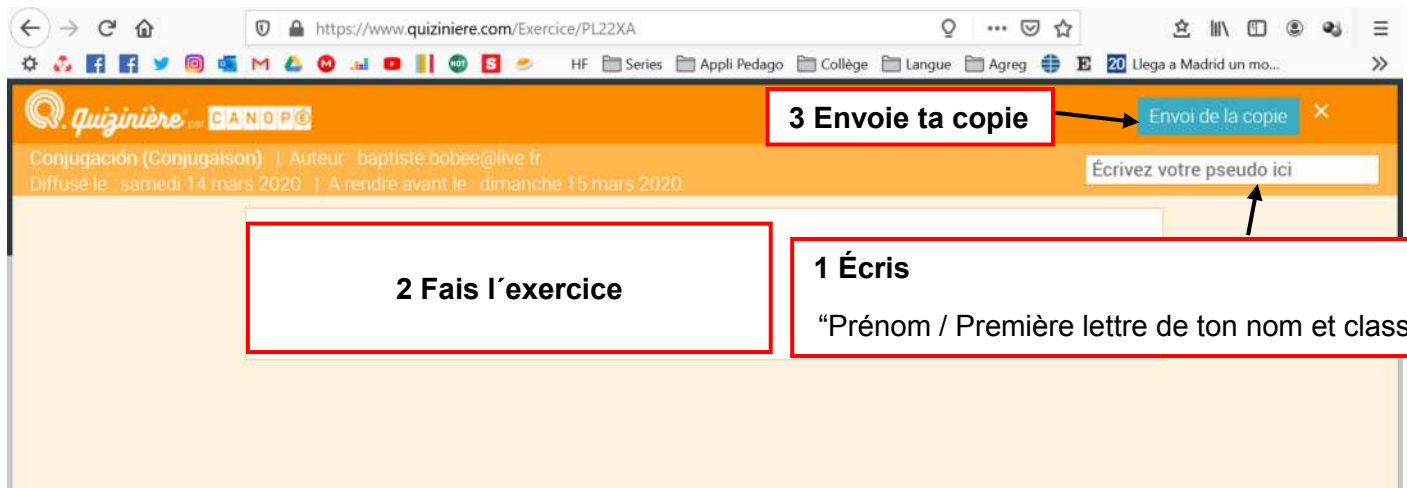 https://www.quiziniere.com/Exercice/PL22XA
HF Series Appli Pedago Collège Langue Agreg E 20 Llega a Madrid un mo...
Quizinière par CANOPÉ
3 Envoie ta copie
Envoi de la copie
Conjugación (Conjugaison) | Auteur baptiste.bobee@live.fr
Écrivez votre pseudo ici
Diffusé le samedi 14 mars 2020 | A rendre avant le dimanche 15 mars 2020
2 Fais l´exercice
1 Écris
“Prénom / Première lettre de ton nom et class